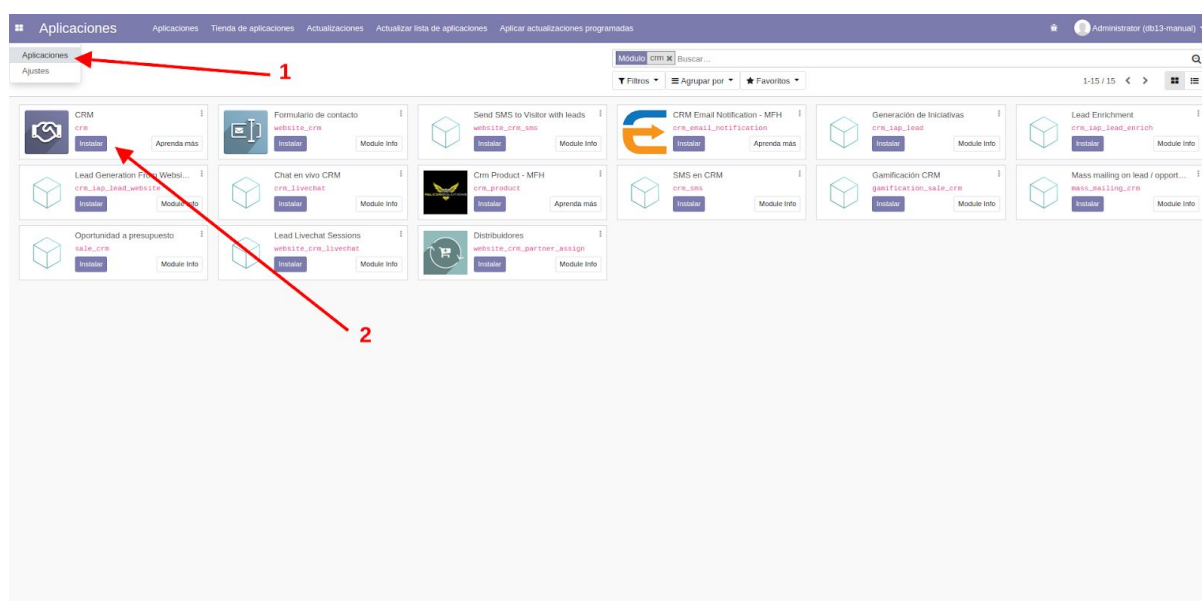 Aplicaciones Aplicaciones Tienda de aplicaciones Actualizaciones Actualizar lista de aplicaciones Aplicar actualizaciones programadas Administrator (db13-manual)
Aplicaciones
Ajustes
1
Módulo crm × Buscar...
Filtros Agrupar por Favoritos 1-15 / 15
CRM
crm
Instalar Aprenda más
Formulario de contacto
website_crm
Instalar Module Info
Send SMS to Visitor with leads
website_crm_sms
Instalar Module Info
CRM Email Notification - MFH
crm_email_notification
Instalar Aprenda más
Generación de Iniciativas
crm_iap_lead
Instalar Module Info
Lead Enrichment
crm_iap_lead_enrich
Instalar Module Info
Lead Generation From Websi...
crm_iap_lead_website
Instalar Module Info
Chat en vivo CRM
crm_livechat
Instalar Module Info
Crm Product - MFH
crm_product
Instalar Aprenda más
SMS en CRM
crm_sms
Instalar Module Info
Gamificación CRM
gamification_sale_crm
Instalar Module Info
Mass mailing on lead / opport...
mass_mailing_crm
Instalar Module Info
Oportunidad a presupuesto
sale_crm
Instalar Module Info
Lead Livechat Sessions
website_crm_livechat
Instalar Module Info
Distribuidores
website_crm_partner_assign
Instalar Module Info
2